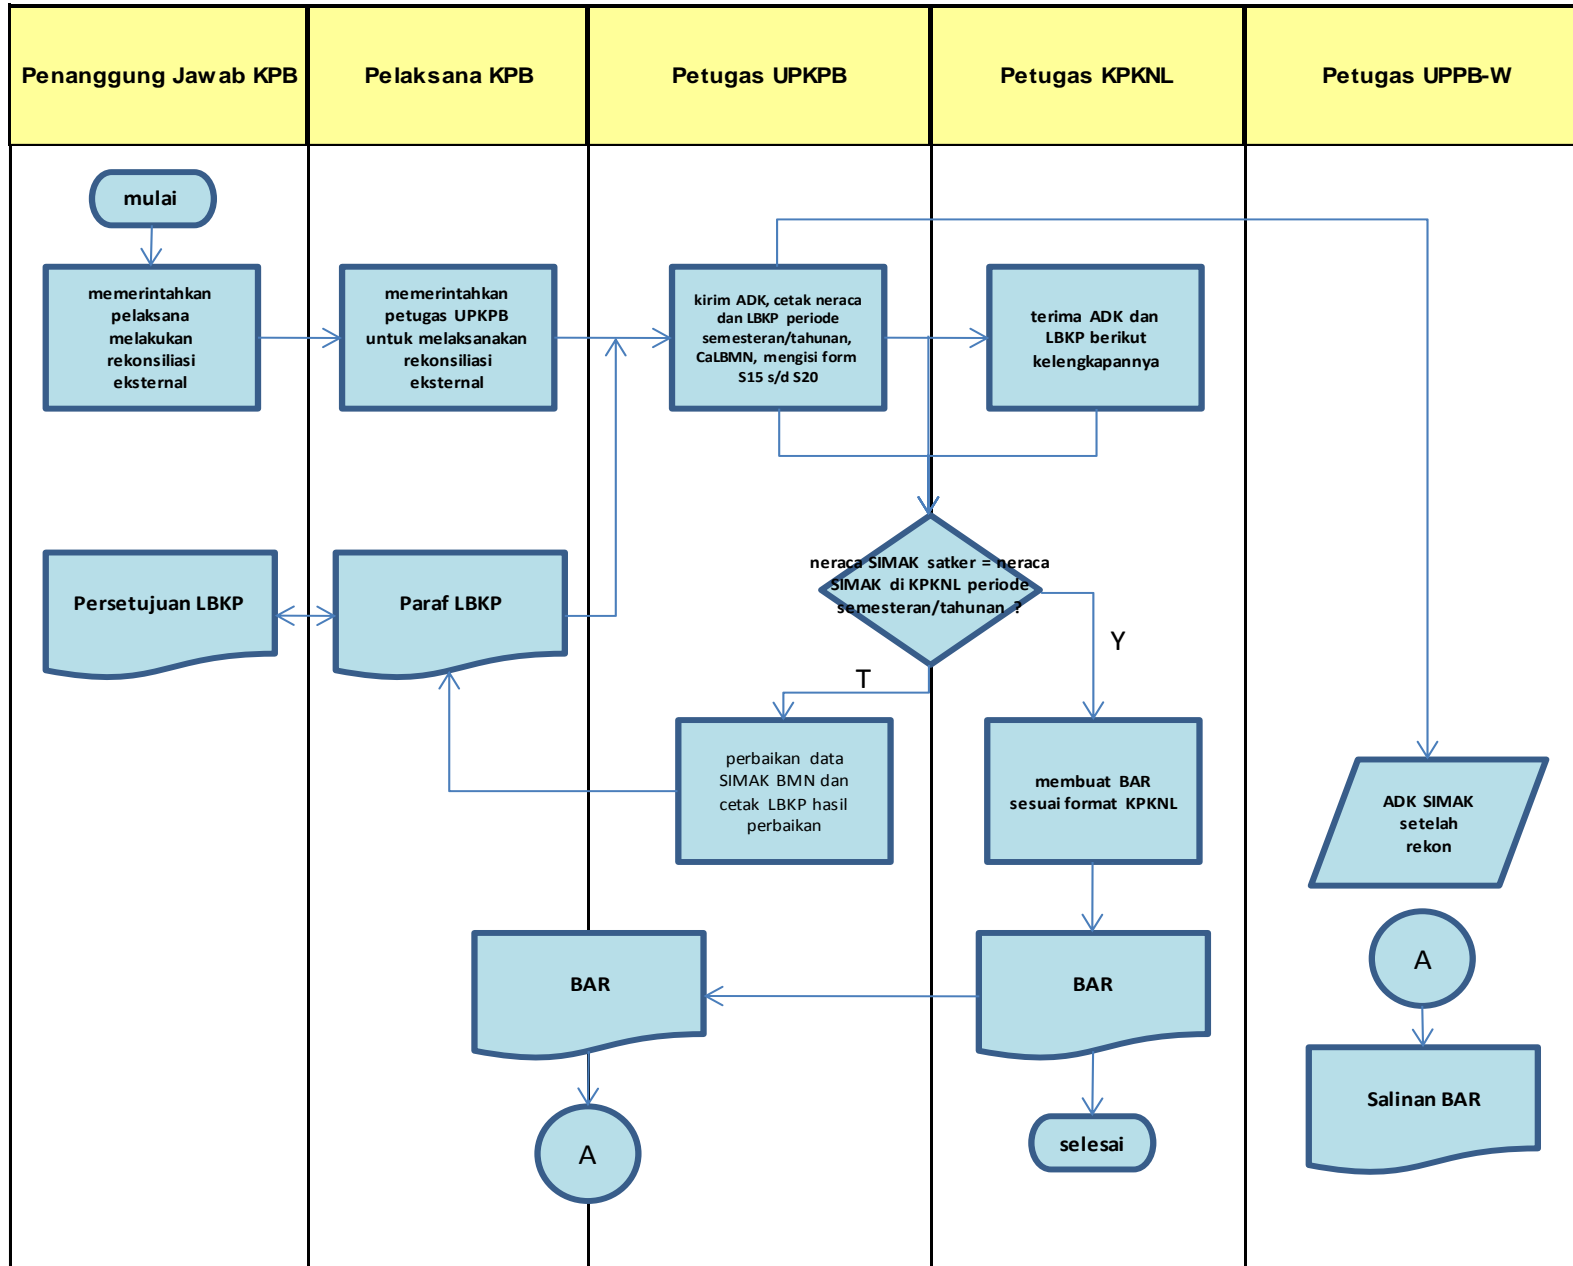 Penanggung Jawab KPB
Pelaksana KPB
Petugas UPKPB
Petugas KPKNL
Petugas UPPB-W
mulai
memerintahkan
pelaksana
melakukan
rekonsiliasi
eksternal
memerintahkan
petugas UPKPB
untuk melaksanakan
rekonsiliasi
eksternal
kirim ADK, cetak neraca
dan LBKP periode
semesteran/tahunan,
CaLBMN, mengisi form
S15 s/d S20
terima ADK dan
LBKP berikut
kelengkapannya
Persetujuan LBKP
Paraf LBKP
neraca SIMAK satker = neraca
SIMAK di KPKNL periode
semesteran/tahunan ?
Y
T
perbaikan data
SIMAK BMN dan
cetak LBKP hasil
perbaikan
membuat BAR
sesuai format KPKNL
ADK SIMAK
setelah
rekon
BAR
BAR
A
A
selesai
Salinan BAR